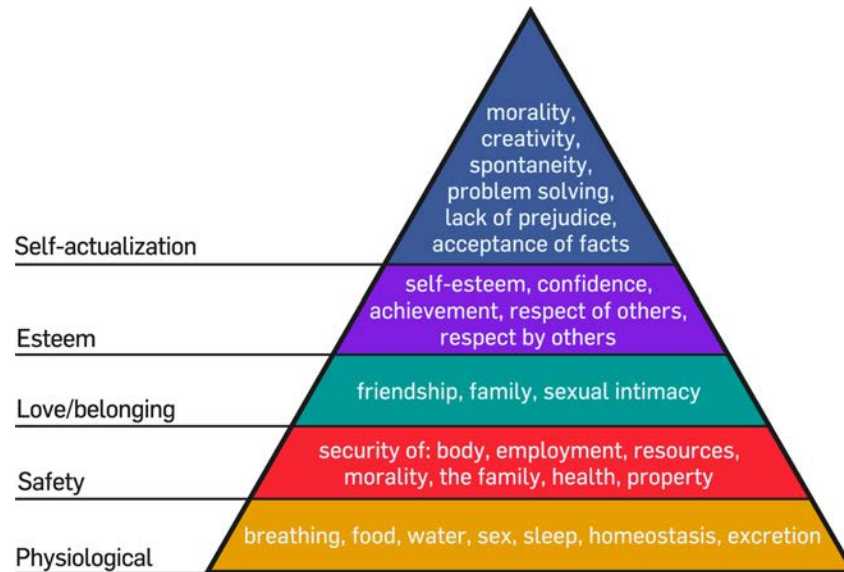 morality,
creativity,
spontaneity,
problem solving,
lack of prejudice,
acceptance of facts
Self-actualization
self-esteem, confidence,
achievement, respect of others,
respect by others
Esteem
friendship, family, sexual intimacy
Love/belonging
security of: body, employment, resources,
morality, the family, health, property
Safety
breathing, food, water, sex, sleep, homeostasis, excretion
Physiological